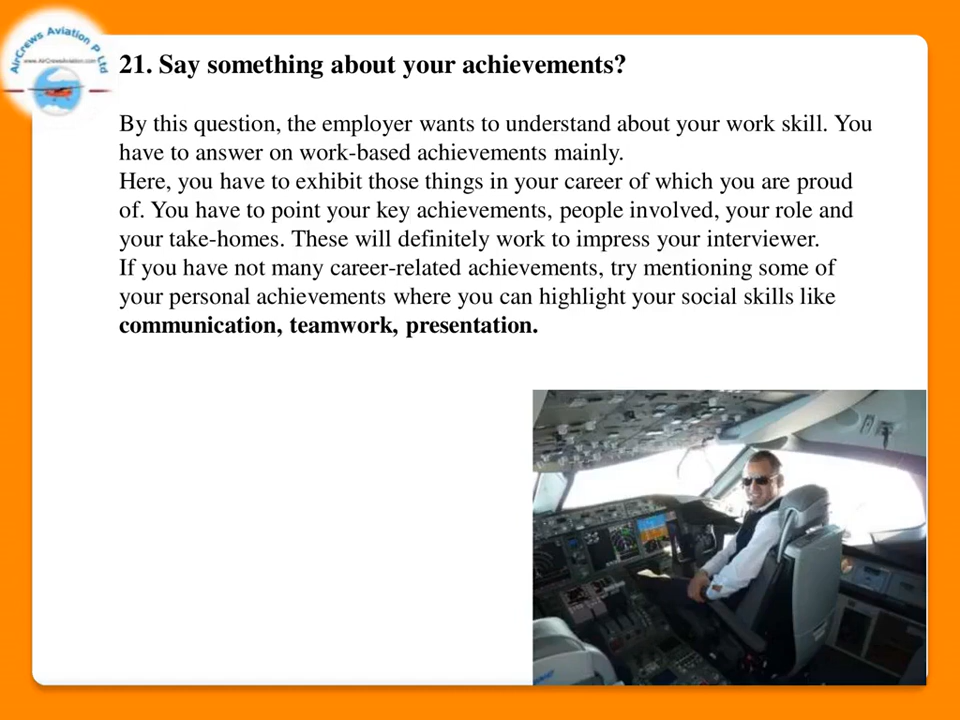 AirCrews Aviation P Ltd
www.AirCrewsAviation.com
21. Say something about your achievements?
By this question, the employer wants to understand about your work skill. You
have to answer on work-based achievements mainly.
Here, you have to exhibit those things in your career of which you are proud
of. You have to point your key achievements, people involved, your role and
your take-homes. These will definitely work to impress your interviewer.
If you have not many career-related achievements, try mentioning some of
your personal achievements where you can highlight your social skills like
communication, teamwork, presentation.